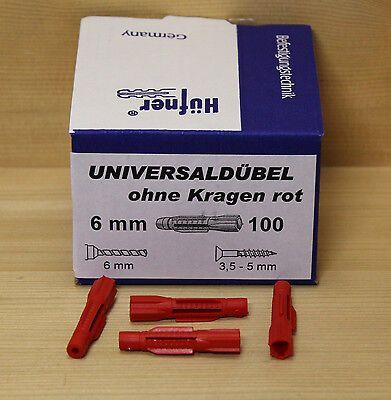 Germany
Hüfner®
Befestigungstechnik
UNIVERSALDÜBEL
ohne Kragen rot
6 mm 100
6 mm 3,5 - 5 mm